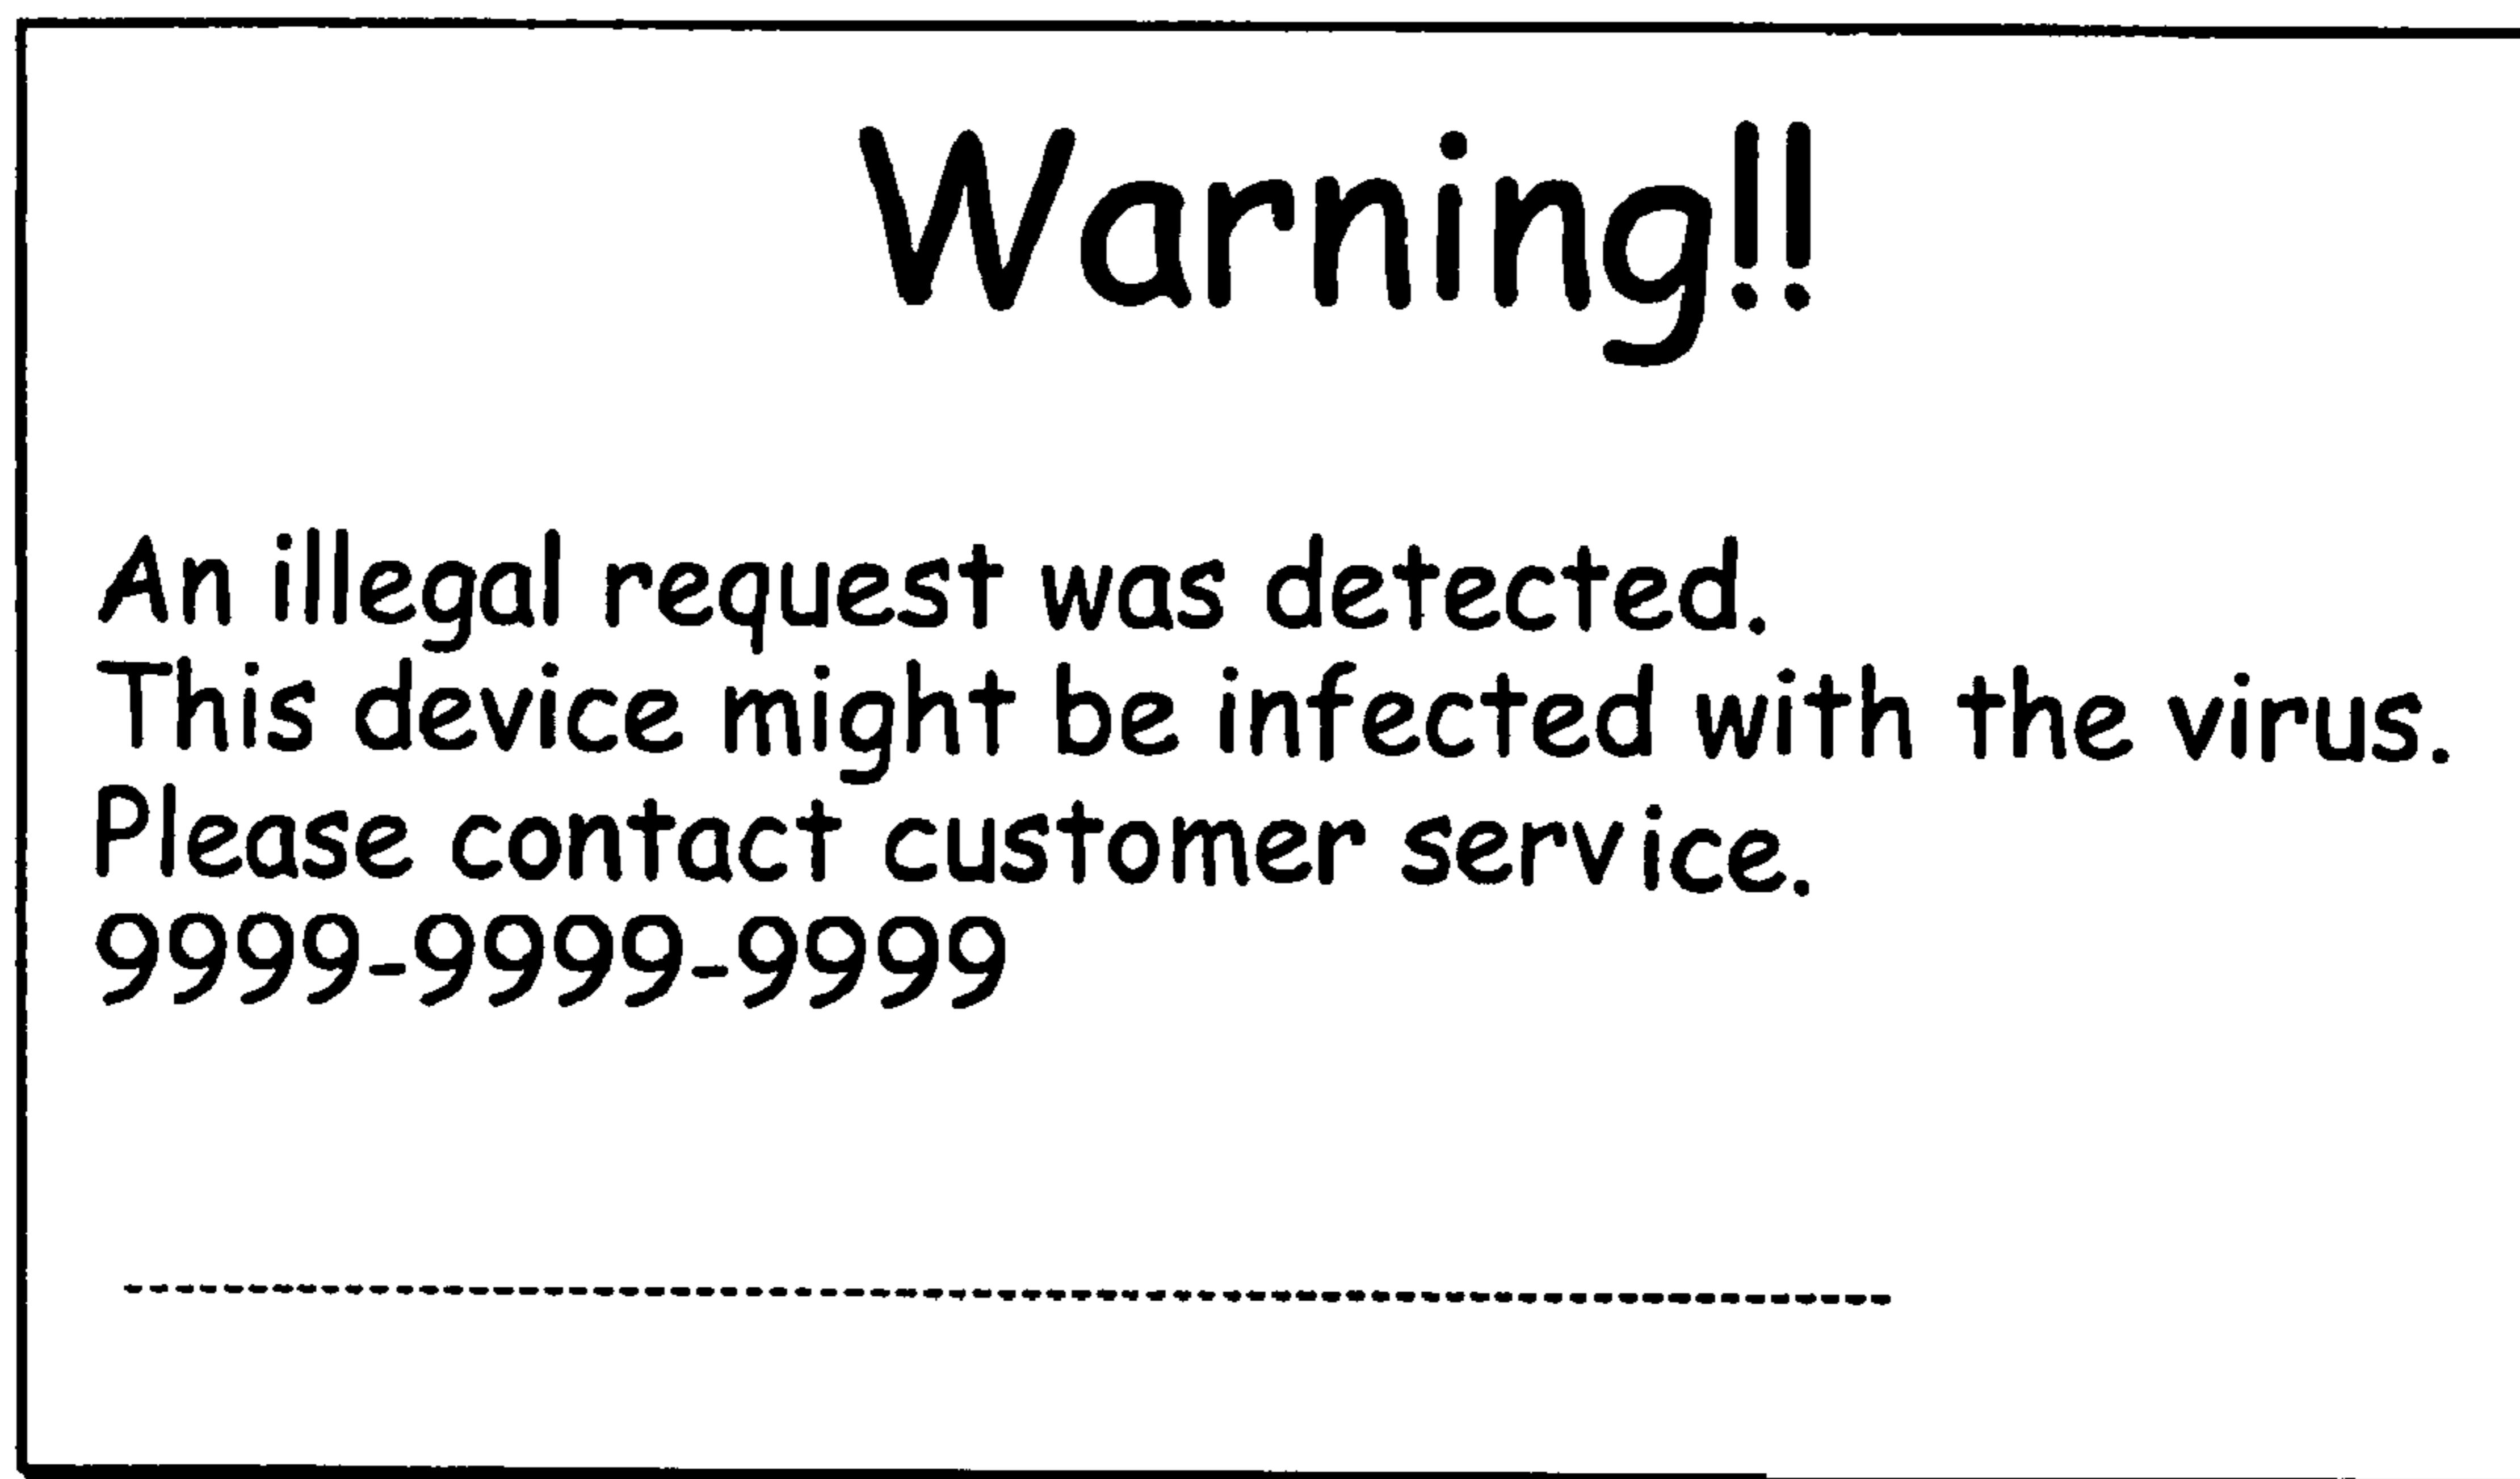 Warning!!
An illegal request was detected.
This device might be infected with the virus.
Please contact customer service.
9999-9999-9999